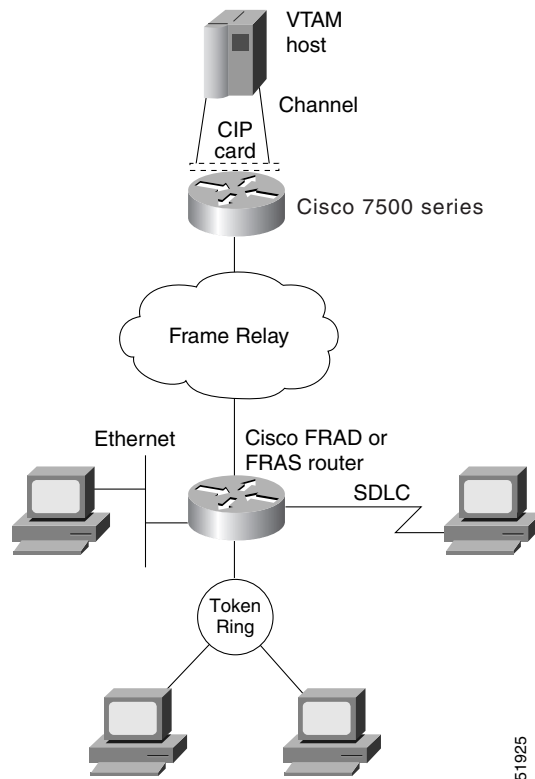 VTAM
host
Channel
CIP
card
Cisco 7500 series
Frame Relay
Ethernet
Cisco FRAD or
FRAS router
SDLC
Token
Ring
51925